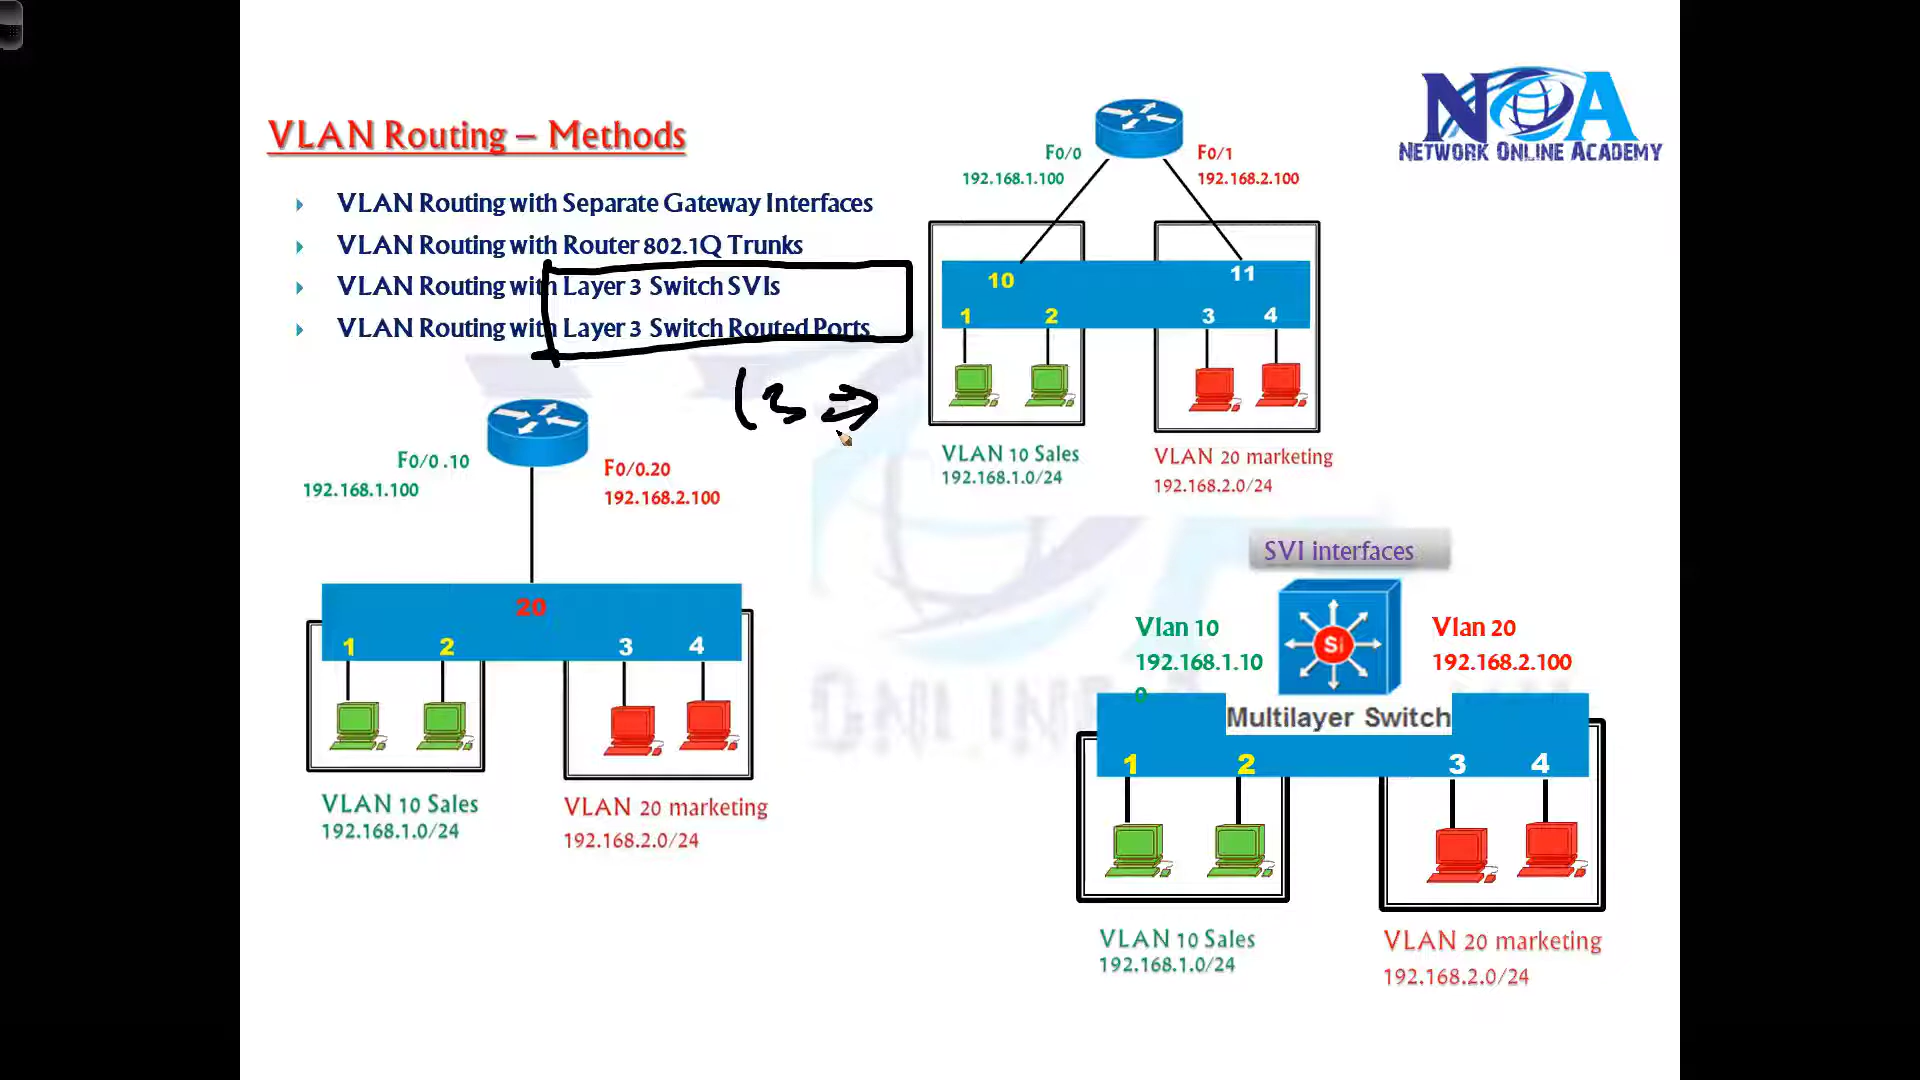 VLAN Routing – Methods
VLAN Routing with Separate Gateway Interfaces
VLAN Routing with Router 802.1Q Trunks
VLAN Routing with Layer 3 Switch SVIs
VLAN Routing with Layer 3 Switch Routed Ports
NOA
NETWORK ONLINE ACADEMY
F0/0
192.168.1.100
F0/1
192.168.2.100
10
11
1
2
3
4
VLAN 10 Sales
192.168.1.0/24
VLAN 20 marketing
192.168.2.0/24
F0/0 .10
192.168.1.100
F0/0.20
192.168.2.100
20
1
2
3
4
VLAN 10 Sales
192.168.1.0/24
VLAN 20 marketing
192.168.2.0/24
SVI interfaces
Si
Vlan 10
192.168.1.10
0
Vlan 20
192.168.2.100
Multilayer Switch
1
2
3
4
VLAN 10 Sales
192.168.1.0/24
VLAN 20 marketing
192.168.2.0/24